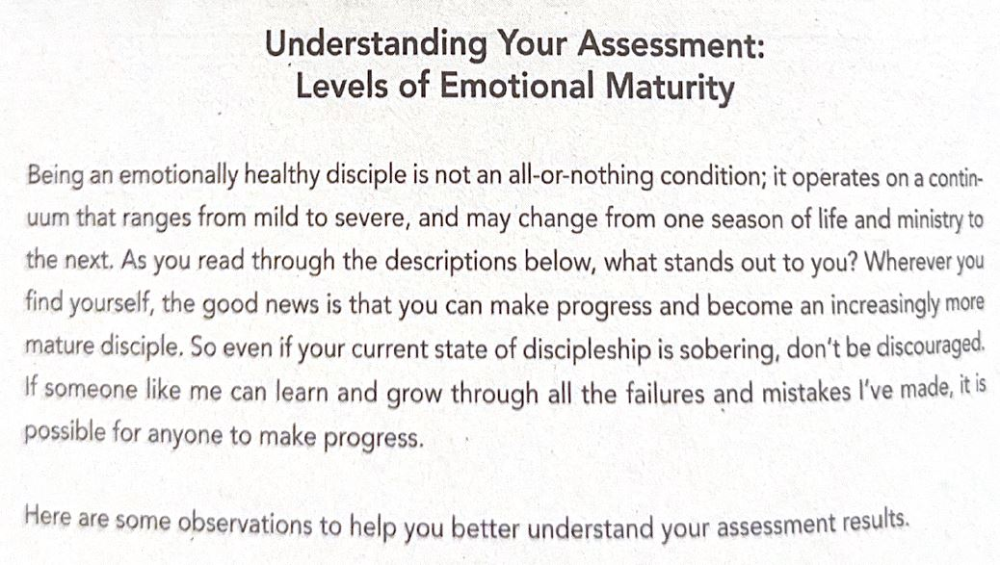 Understanding Your Assessment:
Levels of Emotional Maturity
Being an emotionally healthy disciple is not an all-or-nothing condition; it operates on a contin-
uum that ranges from mild to severe, and may change from one season of life and ministry to
the next. As you read through the descriptions below, what stands out to you? Wherever you
find yourself, the good news is that you can make progress and become an increasingly more
mature disciple. So even if your current state of discipleship is sobering, don't be discouraged.
If someone like me can learn and grow through all the failures and mistakes I've made, it is
possible for anyone to make progress.
Here are some observations to help you better understand your assessment results.